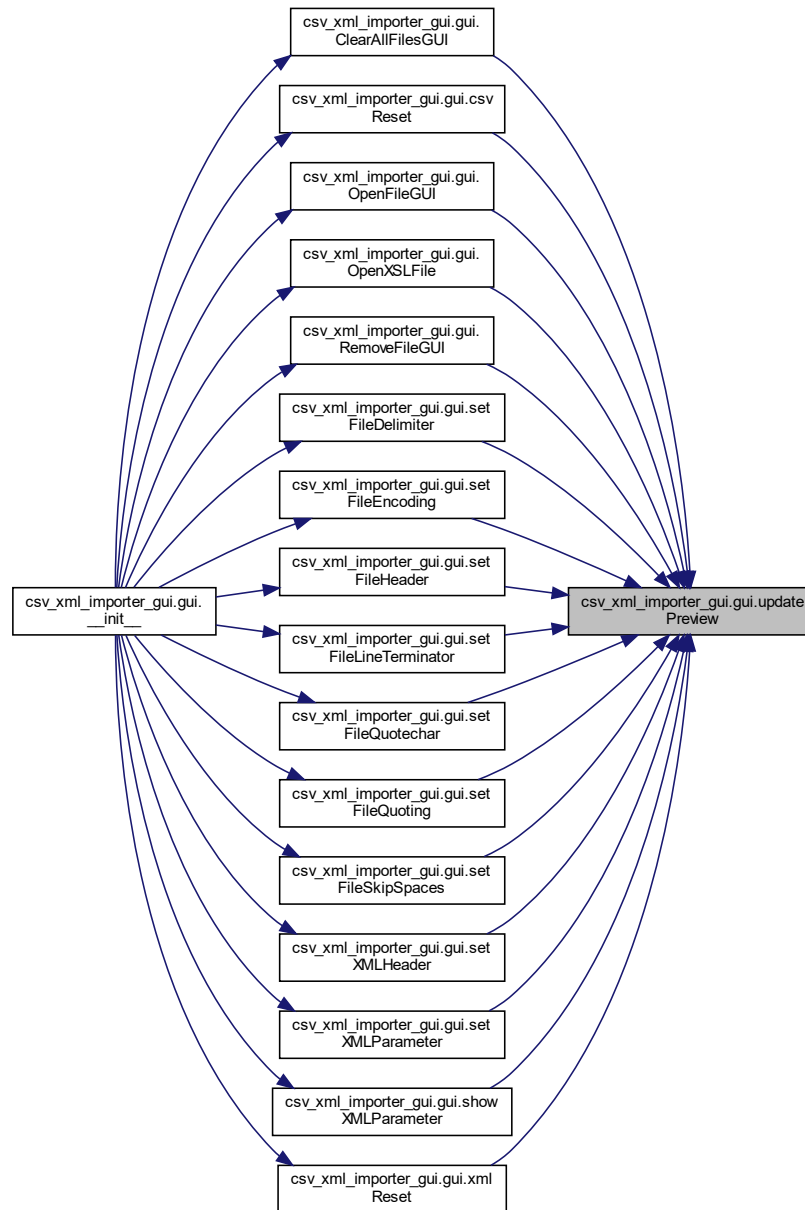 csv_xml_importer_gui.gui.
ClearAllFilesGUI
csv_xml_importer_gui.gui.csv
Reset
csv_xml_importer_gui.gui.
OpenFileGUI
csv_xml_importer_gui.gui.
OpenXSLFile
csv_xml_importer_gui.gui.
RemoveFileGUI
csv_xml_importer_gui.gui.set
FileDelimiter
csv_xml_importer_gui.gui.set
FileEncoding
csv_xml_importer_gui.gui.set
FileHeader
csv_xml_importer_gui.gui.
__init__
csv_xml_importer_gui.gui.update
Preview
csv_xml_importer_gui.gui.set
FileLineTerminator
csv_xml_importer_gui.gui.set
FileQuotechar
csv_xml_importer_gui.gui.set
FileQuoting
csv_xml_importer_gui.gui.set
FileSkipSpaces
csv_xml_importer_gui.gui.set
XMLHeader
csv_xml_importer_gui.gui.set
XMLParameter
csv_xml_importer_gui.gui.show
XMLParameter
csv_xml_importer_gui.gui.xml
Reset